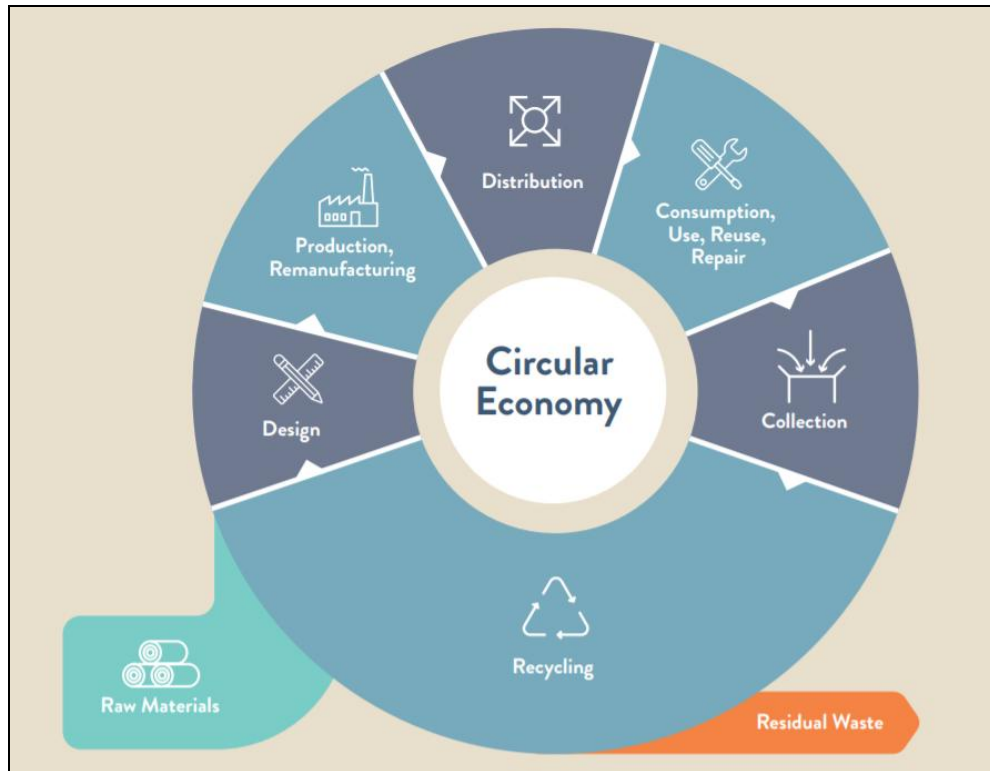 Distribution
Production,
Remanufacturing
Consumption,
Use, Reuse,
Repair
Design
Circular
Economy
Collection
Recycling
Raw Materials
Residual Waste